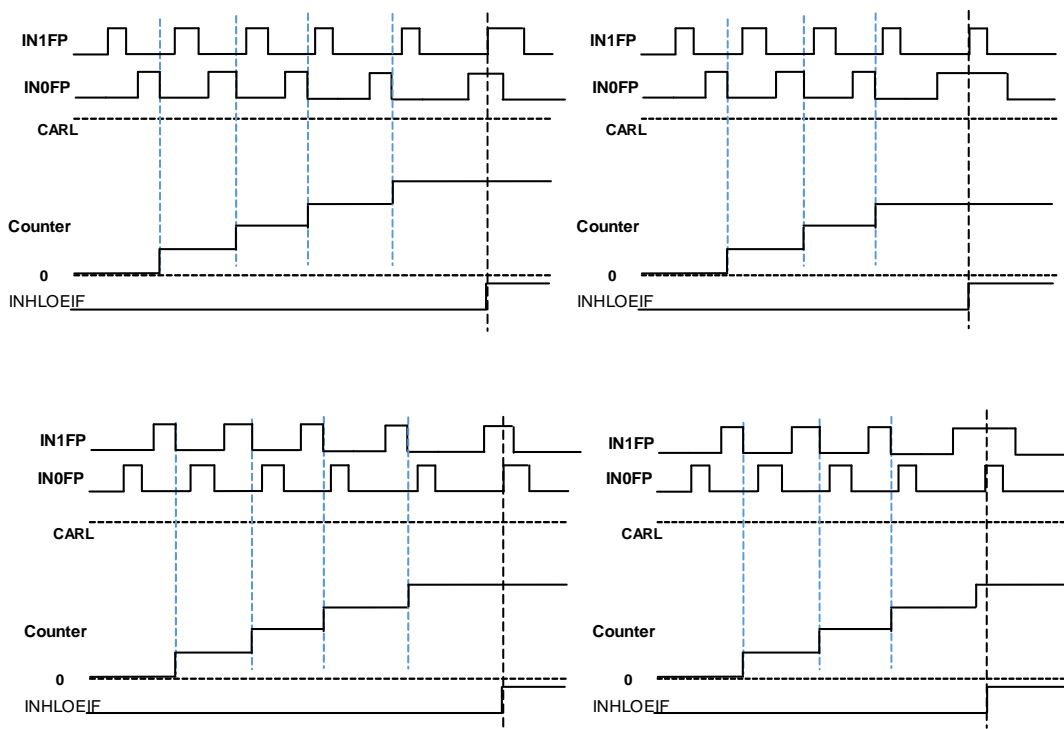 IN1FP
IN0FP
CARL
Counter
0
INHLOEIF
IN1FP
IN0FP
CARL
Counter
0
INHLOEIF
IN1FP
IN0FP
CARL
Counter
0
INHLOEIF
IN1FP
IN0FP
CARL
Counter
0
INHLOEIF